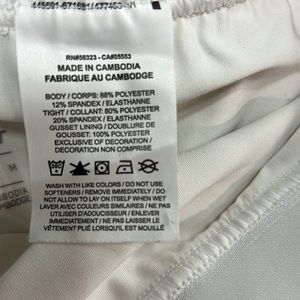 RN#56323 - CA#05553
MADE IN CAMBODIA
FABRIQUE AU CAMBODGE
BODY / CORPS: 88% POLYESTER
12% SPANDEX / ELASTHANNE
TIGHT / COLLANT: 80% POLYESTER
20% SPANDEX / ELASTHANNE
GUSSET LINING / DOUBLURE DU
GOUSSET: 100% POLYESTER
EXCLUSIVE OF DECORATION /
DECORATION NON COMPRISE
WASH WITH LIKE COLORS / DO NOT USE
SOFTENERS / REMOVE IMMEDIATELY / DO
NOT ALLOW TO LAY ON ITSELF WHEN WET
LAVER AVEC COULEURS SIMILAIRES / NE PAS
UTILISER D'ADOUCISSEUR / ENLEVER
IMMÉDIATEMENT / NE PAS LAISSER LE
VÊTEMENT PLIÉ LORSQU'IL EST MOUILLÉ
M